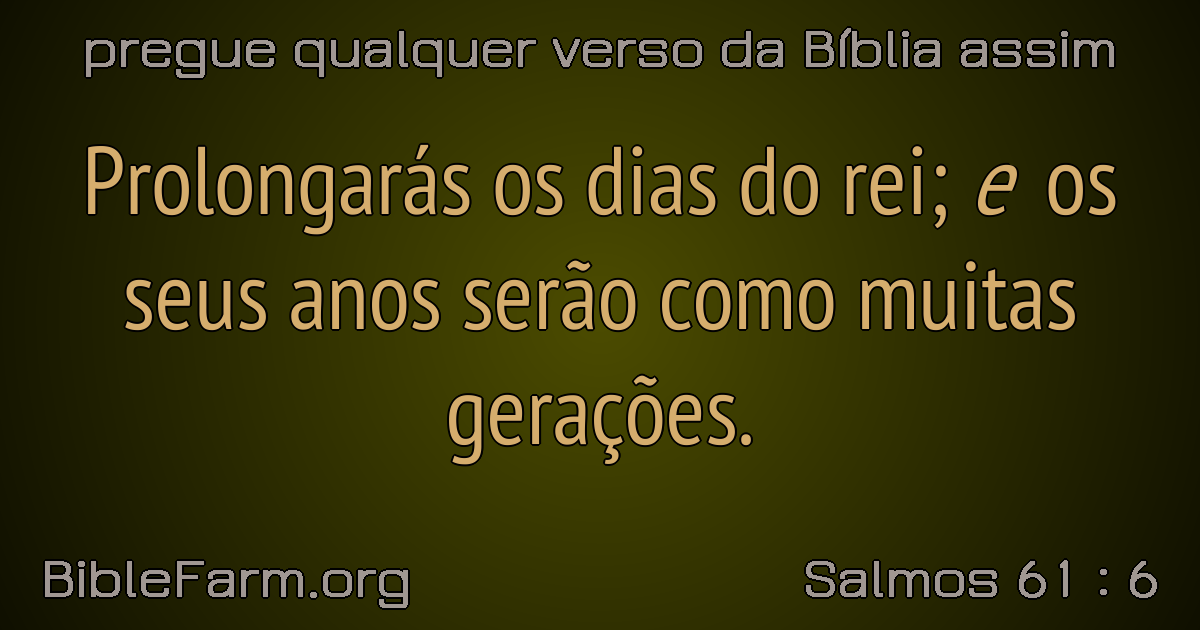 pregue qualquer verso da Bíblia assim
Prolongarás os dias do rei; e os
seus anos serão como muitas
gerações.
BibleFarm.org
Salmos 61 : 6